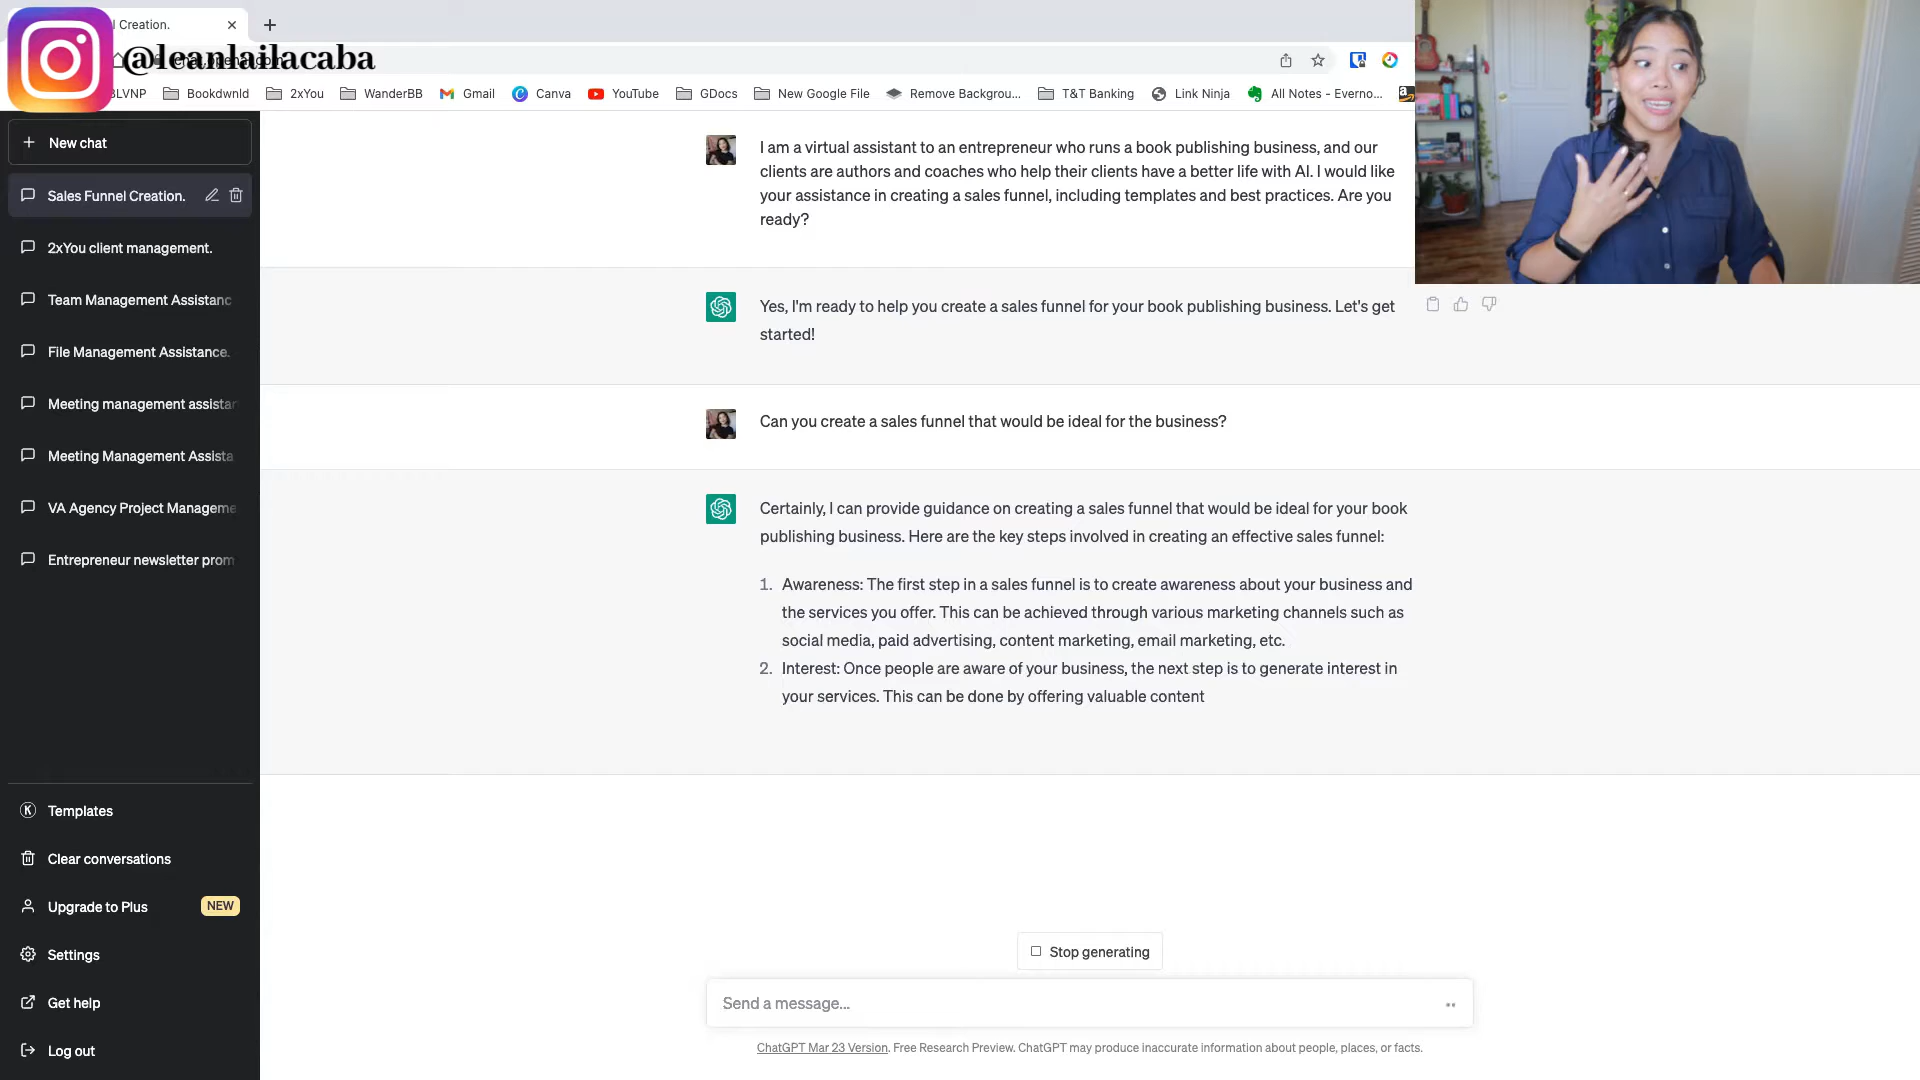 l Creation.
@leanlailacaba
BLVNP
Bookdwnld
2xYou
WanderBB
Gmail
Canva
YouTube
GDocs
New Google File
Remove Backgrou...
T&T Banking
Link Ninja
All Notes - Everno...
New chat
Sales Funnel Creation.
2xYou client management.
Team Management Assistanc
File Management Assistance.
Meeting management assistan
Meeting Management Assista
VA Agency Project Manageme
Entrepreneur newsletter prom
Templates
Clear conversations
Upgrade to Plus
NEW
Settings
Get help
Log out
I am a virtual assistant to an entrepreneur who runs a book publishing business, and our
clients are authors and coaches who help their clients have a better life with AI. I would like
your assistance in creating a sales funnel, including templates and best practices. Are you
ready?
Yes, I'm ready to help you create a sales funnel for your book publishing business. Let's get
started!
Can you create a sales funnel that would be ideal for the business?
Certainly, I can provide guidance on creating a sales funnel that would be ideal for your book
publishing business. Here are the key steps involved in creating an effective sales funnel:
1. Awareness: The first step in a sales funnel is to create awareness about your business and
the services you offer. This can be achieved through various marketing channels such as
social media, paid advertising, content marketing, email marketing, etc.
2. Interest: Once people are aware of your business, the next step is to generate interest in
your services. This can be done by offering valuable content
Stop generating
Send a message...
ChatGPT Mar 23 Version. Free Research Preview. ChatGPT may produce inaccurate information about people, places, or facts.